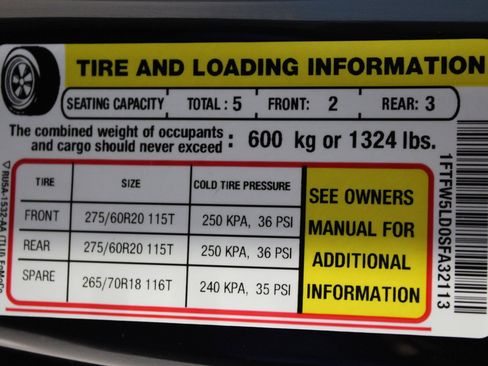 TIRE AND LOADING INFORMATION
SEATING CAPACITY TOTAL: 5 FRONT: 2 REAR: 3
The combined weight of occupants
and cargo should never exceed : 600 kg or 1324 lbs.
TIRE SIZE COLD TIRE PRESSURE
FRONT 275/60R20 115T 250 KPA, 36 PSI
REAR 275/60R20 115T 250 KPA, 36 PSI
SPARE 265/70R18 116T 240 KPA, 35 PSI
SEE OWNERS
MANUAL FOR
ADDITIONAL
INFORMATION
1FTFW5LD0SFA32113
RU5A-1532-AA